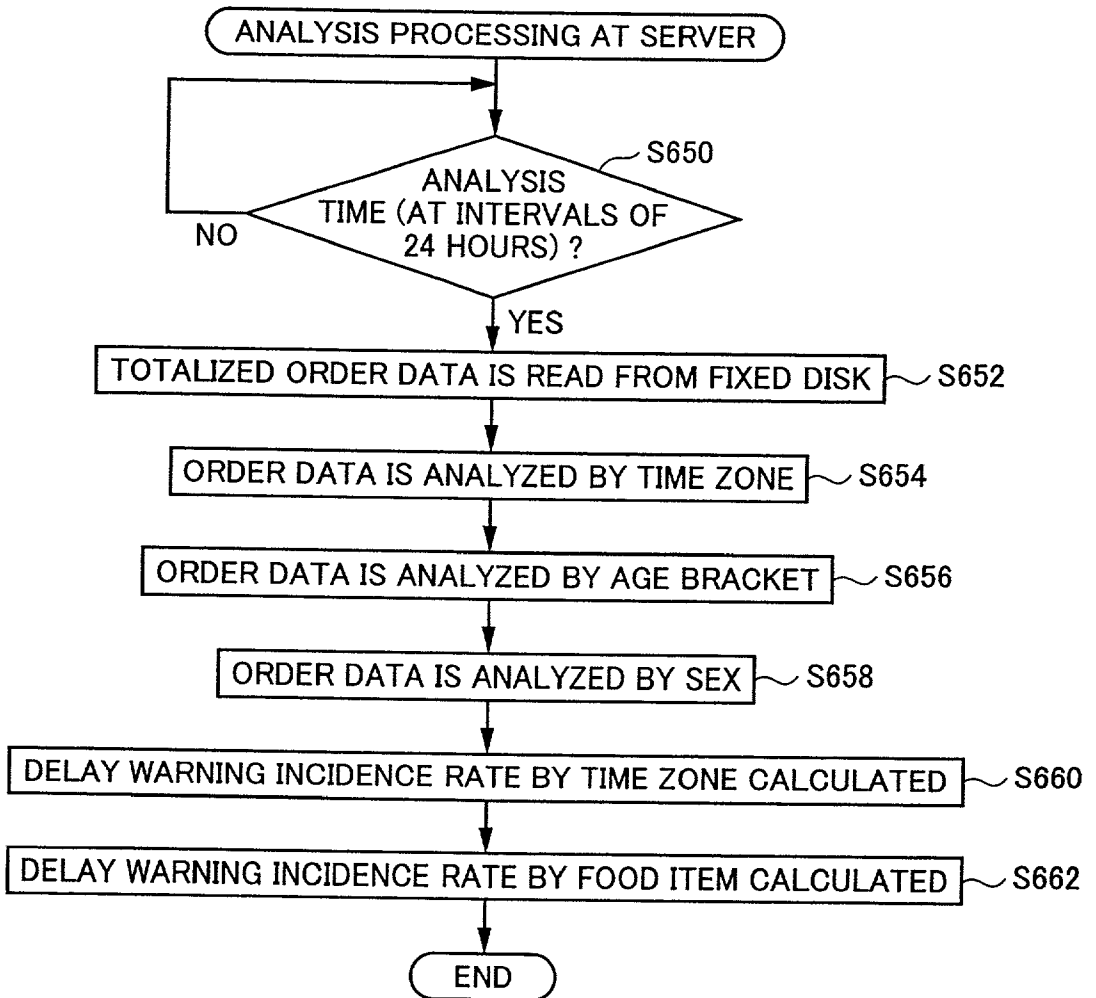 ANALYSIS PROCESSING AT SERVER
S650
ANALYSIS
TIME (AT INTERVALS OF
24 HOURS) ?
NO
YES
TOTALIZED ORDER DATA IS READ FROM FIXED DISK
S652
ORDER DATA IS ANALYZED BY TIME ZONE
S654
ORDER DATA IS ANALYZED BY AGE BRACKET
S656
ORDER DATA IS ANALYZED BY SEX
S658
DELAY WARNING INCIDENCE RATE BY TIME ZONE CALCULATED
S660
DELAY WARNING INCIDENCE RATE BY FOOD ITEM CALCULATED
S662
END